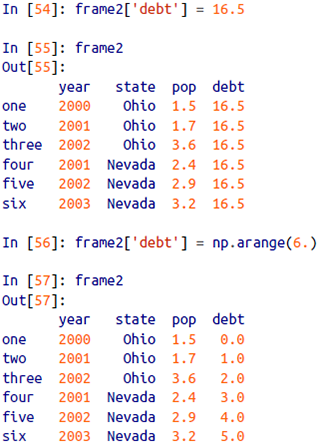 In [54]: frame2['debt'] = 16.5
In [55]: frame2
Out[55]:
year state pop debt
one 2000 Ohio 1.5 16.5
two 2001 Ohio 1.7 16.5
three 2002 Ohio 3.6 16.5
four 2001 Nevada 2.4 16.5
five 2002 Nevada 2.9 16.5
six 2003 Nevada 3.2 16.5
In [56]: frame2['debt'] = np.arange(6.)
In [57]: frame2
Out[57]:
year state pop debt
one 2000 Ohio 1.5 0.0
two 2001 Ohio 1.7 1.0
three 2002 Ohio 3.6 2.0
four 2001 Nevada 2.4 3.0
five 2002 Nevada 2.9 4.0
six 2003 Nevada 3.2 5.0